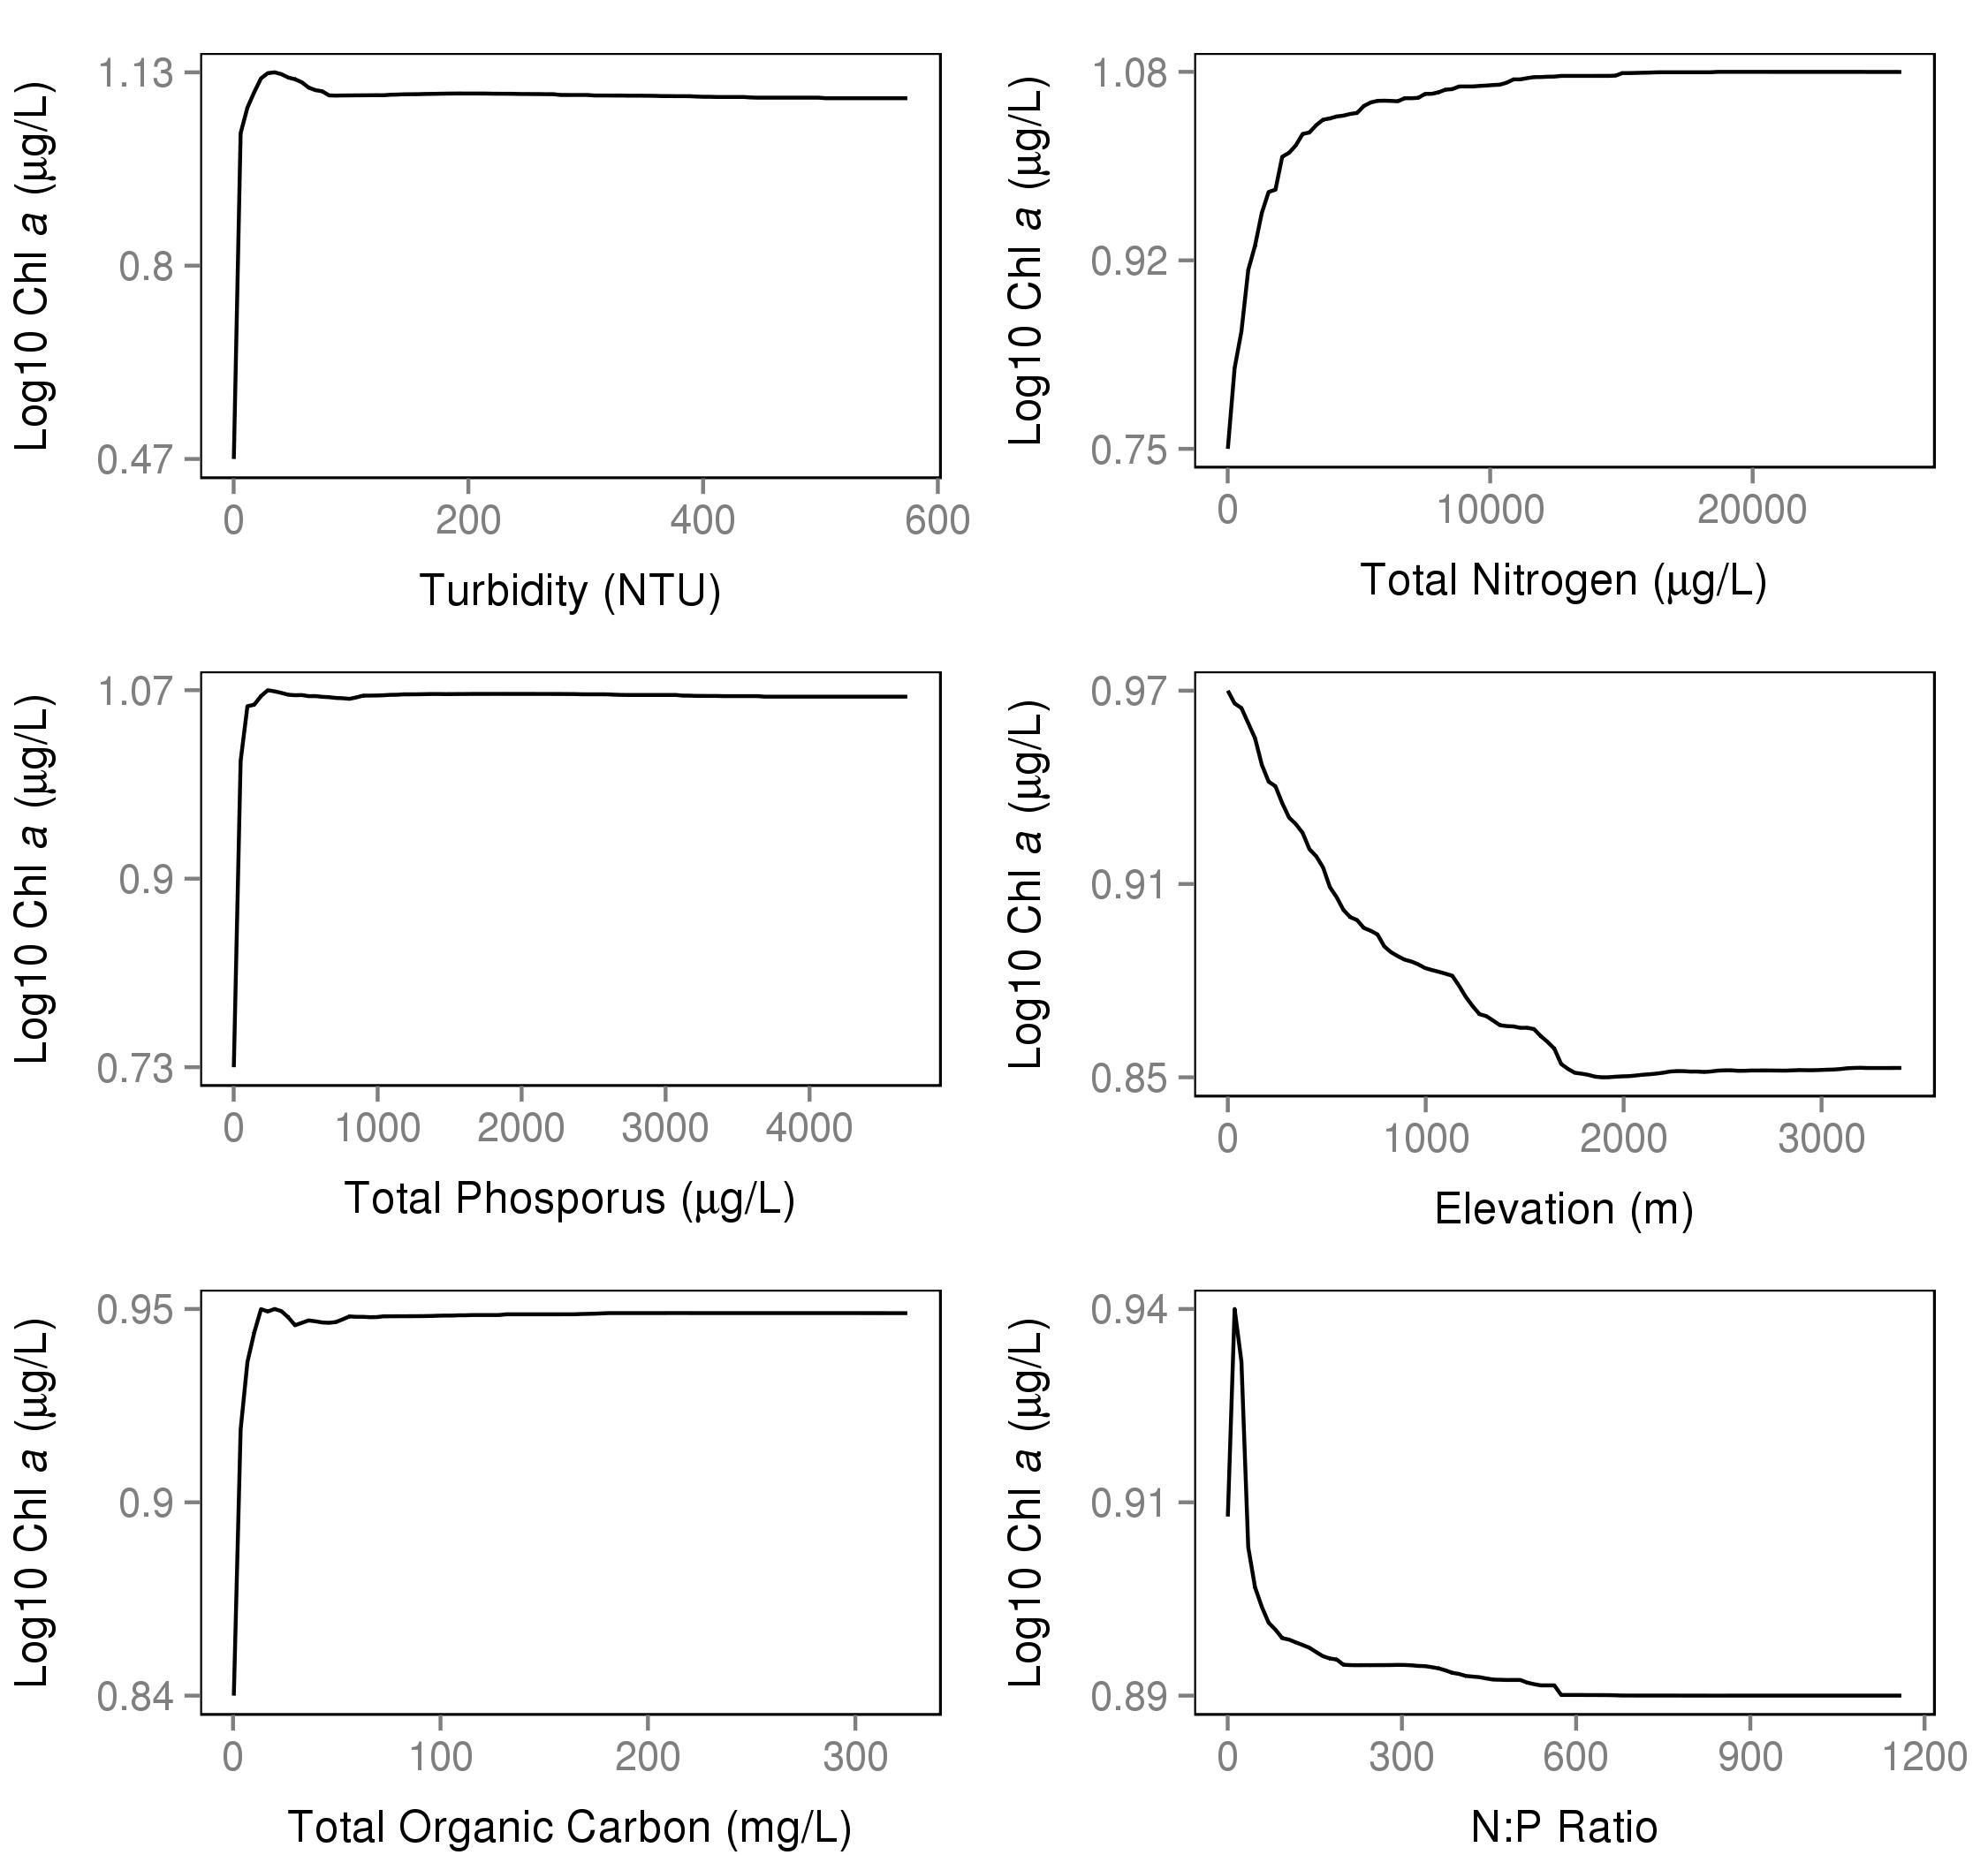 Log10 Chl a (µg/L)
1.13
0.8
0.47
0 200 400 600
Turbidity (NTU)
Log10 Chl a (µg/L)
1.08
0.92
0.75
0 10000 20000
Total Nitrogen (µg/L)
Log10 Chl a (µg/L)
1.07
0.9
0.73
0 1000 2000 3000 4000
Total Phosporus (µg/L)
Log10 Chl a (µg/L)
0.97
0.91
0.85
0 1000 2000 3000
Elevation (m)
Log10 Chl a (µg/L)
0.95
0.9
0.84
0 100 200 300
Total Organic Carbon (mg/L)
Log10 Chl a (µg/L)
0.94
0.91
0.89
0 300 600 900 1200
N:P Ratio